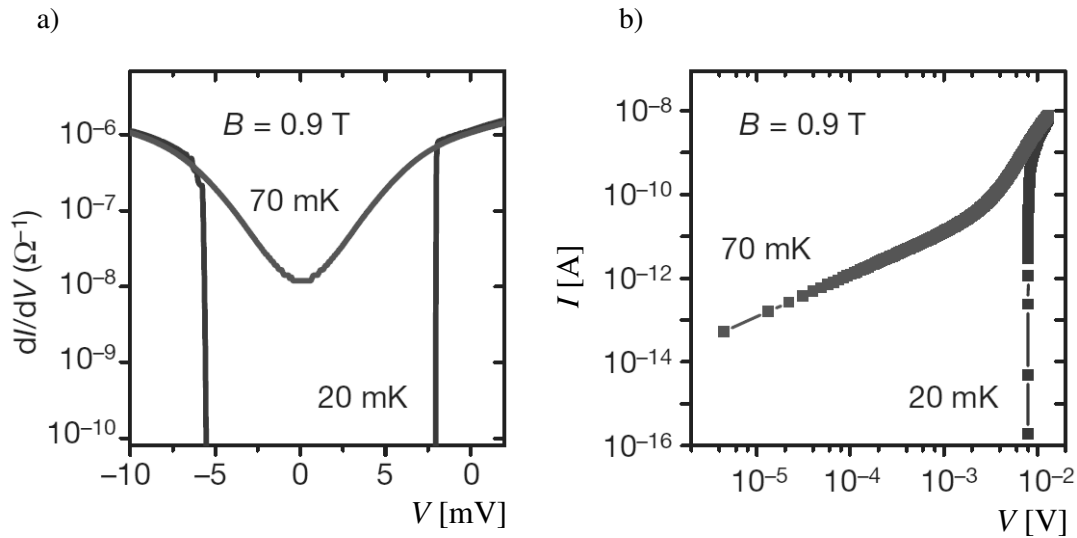 a)
B = 0.9 T
70 mK
20 mK
dI/dV (Ω⁻¹)
10⁻⁶
10⁻⁷
10⁻⁸
10⁻⁹
10⁻¹⁰
−10
−5
0
5
0
V [mV]
b)
B = 0.9 T
70 mK
20 mK
I [A]
10⁻⁸
10⁻¹⁰
10⁻¹²
10⁻¹⁴
10⁻¹⁶
10⁻⁵
10⁻⁴
10⁻³
10⁻²
V [V]